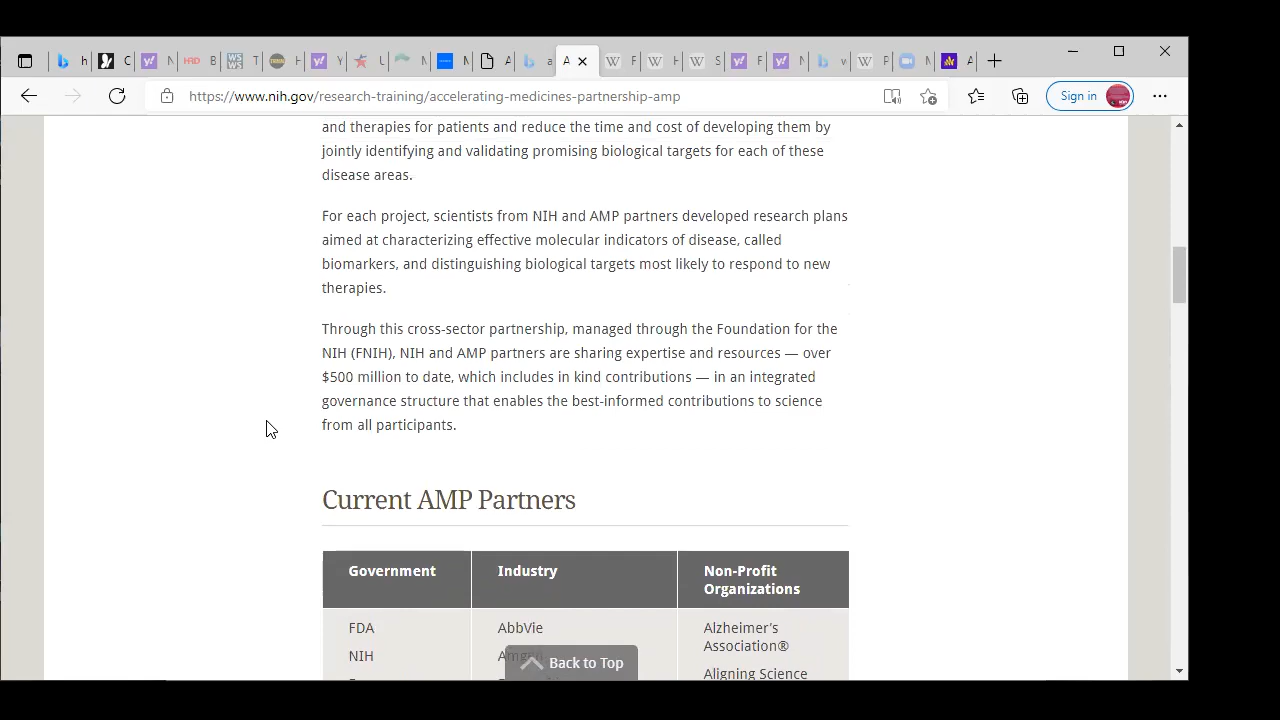 h
C
N
HRD B
WS WS T
H
Y
U
M
M
A
a
A
W F
W H
W S
F
N
v
W P
M
A
https://www.nih.gov/research-training/accelerating-medicines-partnership-amp
Sign in
and therapies for patients and reduce the time and cost of developing them by
jointly identifying and validating promising biological targets for each of these
disease areas.
For each project, scientists from NIH and AMP partners developed research plans
aimed at characterizing effective molecular indicators of disease, called
biomarkers, and distinguishing biological targets most likely to respond to new
therapies.
Through this cross-sector partnership, managed through the Foundation for the
NIH (FNIH), NIH and AMP partners are sharing expertise and resources — over
$500 million to date, which includes in kind contributions — in an integrated
governance structure that enables the best-informed contributions to science
from all participants.
Current AMP Partners
Government Industry Non-Profit
Organizations
FDA AbbVie Alzheimer's
Association®
NIH Amgen
Back to Top
Aligning Science